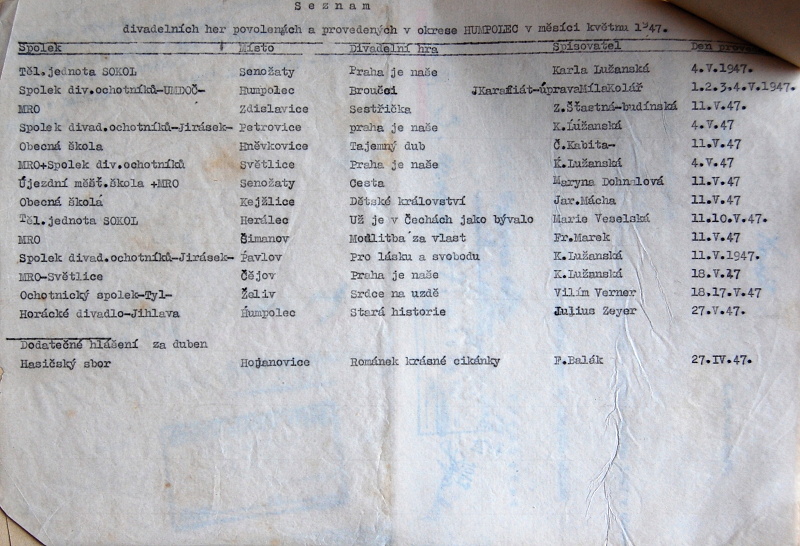 S e z n a m
divadelních her povolených a provedených v okrese HUMPOLEC v měsíci květnu 1947.
Spolek Místo Divadelní hra Spisovatel Den
Těl.jednota SOKOL Senožaty Praha je naše Karla Lužanská 4.V.1947.
Spolek div.ochotníků-UMDOČ- Humpolec Broučci JKarafiát-úpravaMílaKolář 1.2.3,4.V.1947.
MRO Zdislavice Sestřička Z.Šťastná-budínská 11.V.47.
Spolek divad.ochotníků-Jirásek- Petrovice praha je naše K.Lužanská 4.V.47
Obecná škola Hněvkovice Tajemný dub Č.Kabita- 11.V.47
MRO+Spolek div.ochotníků Světlice Praha je naše K.Lužanská 4.V.47
Újezdní měšť.škola +MRO Senožaty Cesta Maryna Dohnalová 11.V.47
Obecná škola Kejžlice Dětské království Jar.Mácha 11.V.47
Těl.jednota SOKOL Herálec Už je v Čechách jako bývalo Marie Veselská 11.10.V.47.
MRO Šimanov Modlitba za vlast Fr.Marek 11.V.47
Spolek divad.ochotníků-Jirásek- Pavlov Pro lásku a svobodu K.Lužanská 11.V.1947.
MRO-Světlice Čejov Praha je naše K.Lužanská 18.V.47
Ochotnický spolek-Tyl- Želiv Srdce na uzdě Vilím Verner 18,17.V.47
Horácké divadlo-Jihlava Humpolec Stará historie Julius Zeyer 27.V.47.
Dodatečné hlášení za duben
Hasičský sbor Hojanovice Románek krásné cikánky F.Balák 27.IV.47.